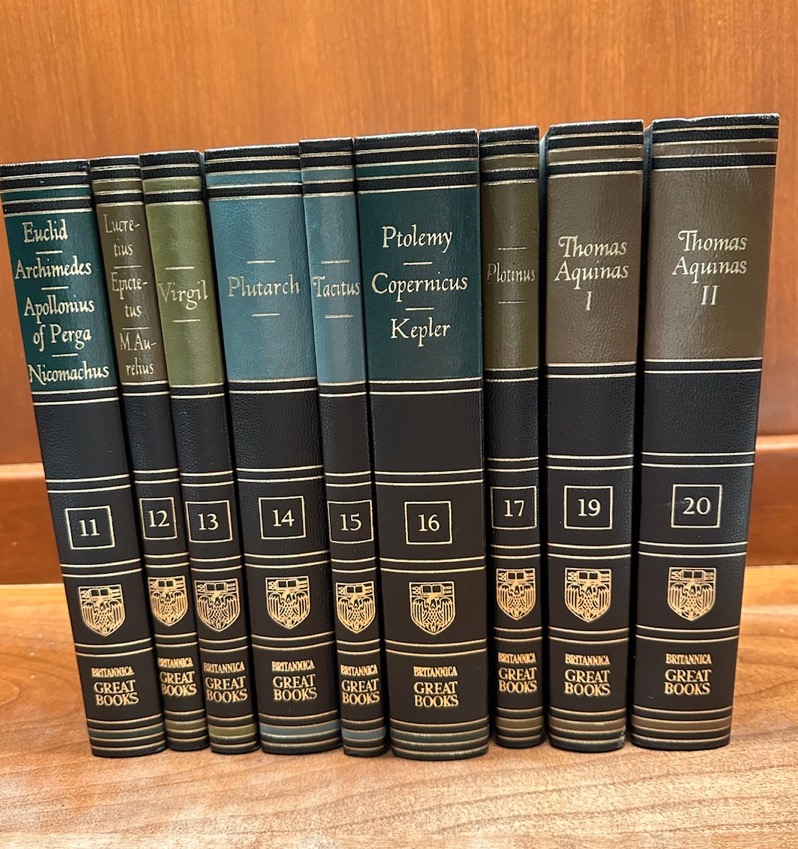 Euclid
Archimedes
Apollonius
of Perga
Nicomachus
11
BRITANNICA
GREAT
BOOKS
Lucre-
tius
Epicte-
tus
M. Au-
relius
12
BRITANNICA
GREAT
BOOKS
Virgil
13
BRITANNICA
GREAT
BOOKS
Plutarch
14
BRITANNICA
GREAT
BOOKS
Tacitus
15
BRITANNICA
GREAT
BOOKS
Ptolemy
Copernicus
Kepler
16
BRITANNICA
GREAT
BOOKS
Plotinus
17
BRITANNICA
GREAT
BOOKS
Thomas
Aquinas
I
19
BRITANNICA
GREAT
BOOKS
Thomas
Aquinas
II
20
BRITANNICA
GREAT
BOOKS